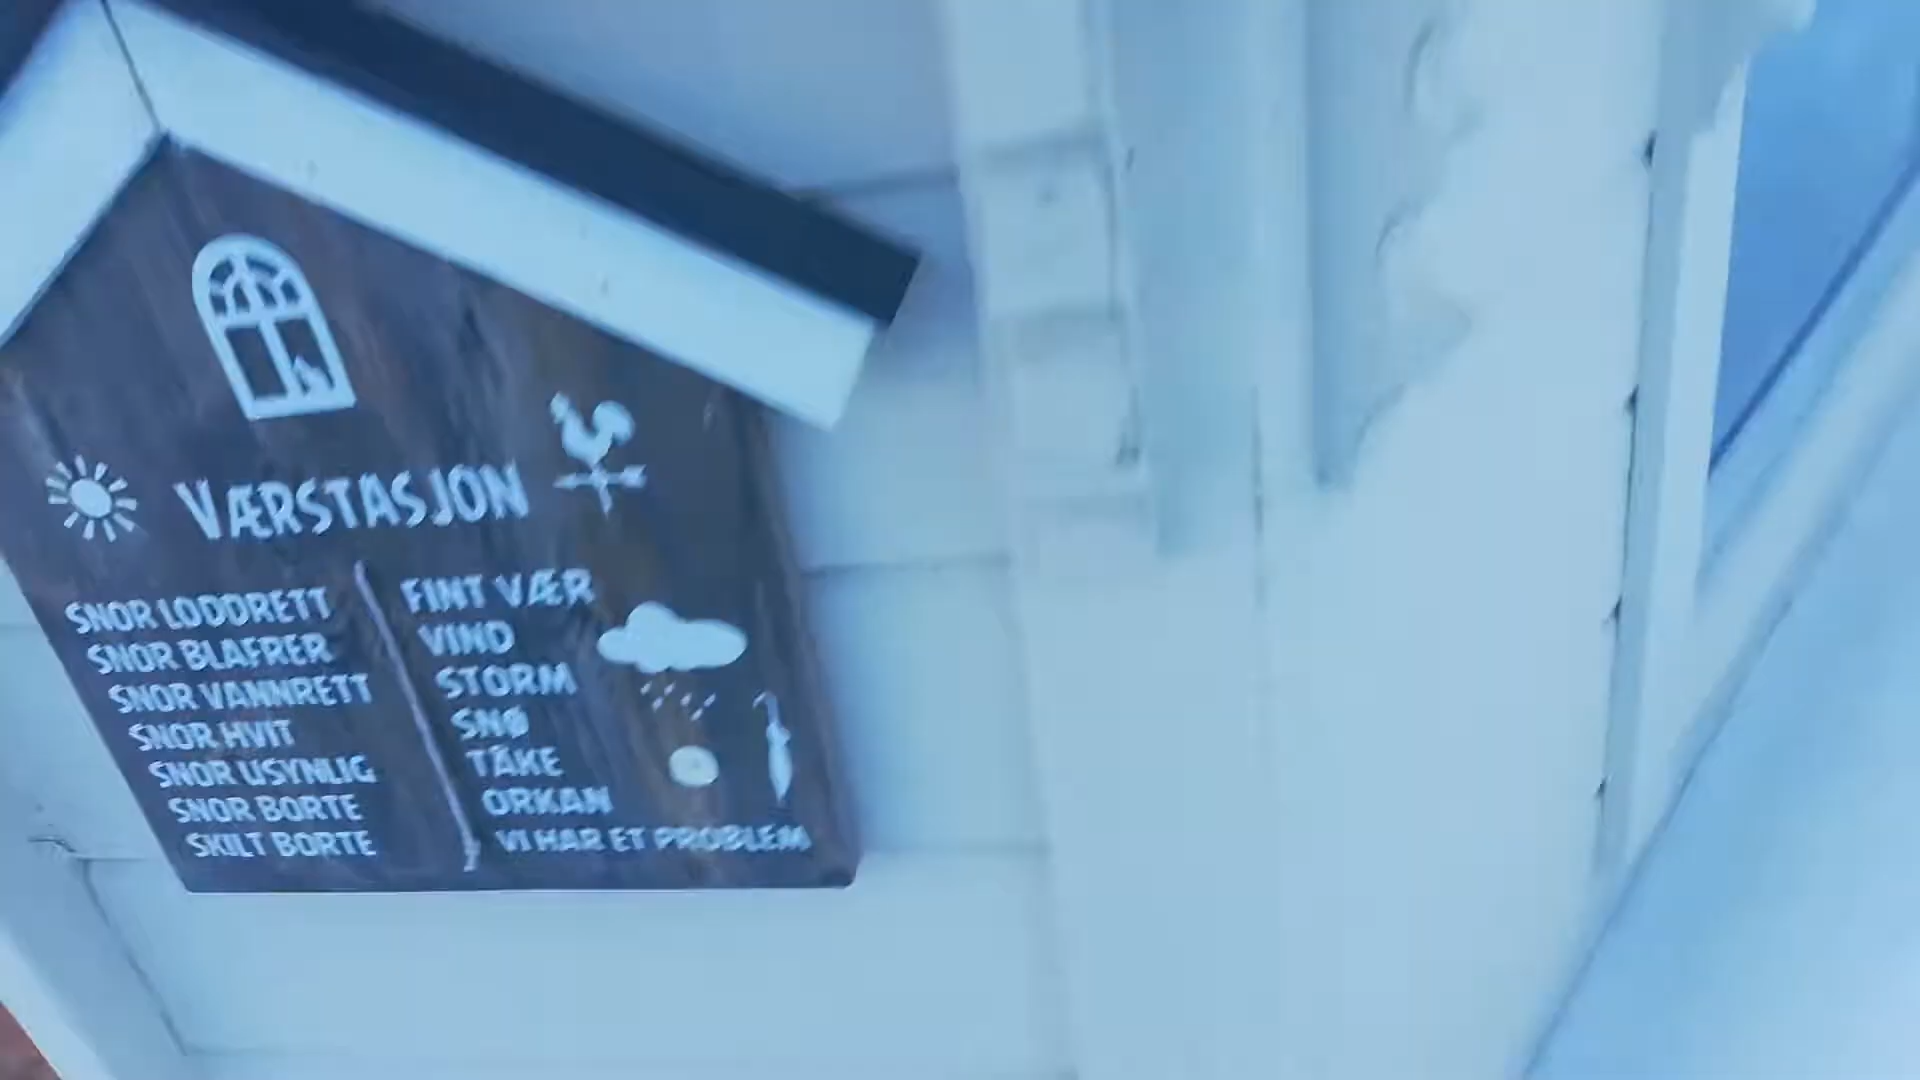 VÆRSTASJON
SNOR LODDRETT FINT VÆR
SNOR BLAFRER VIND
SNOR VANNRETT STORM
SNOR HVIT SNØ
SNOR USYNLIG TÅKE
SNOR BORTE ORKAN
SKILT BORTE VI HAR ET PROBLEM